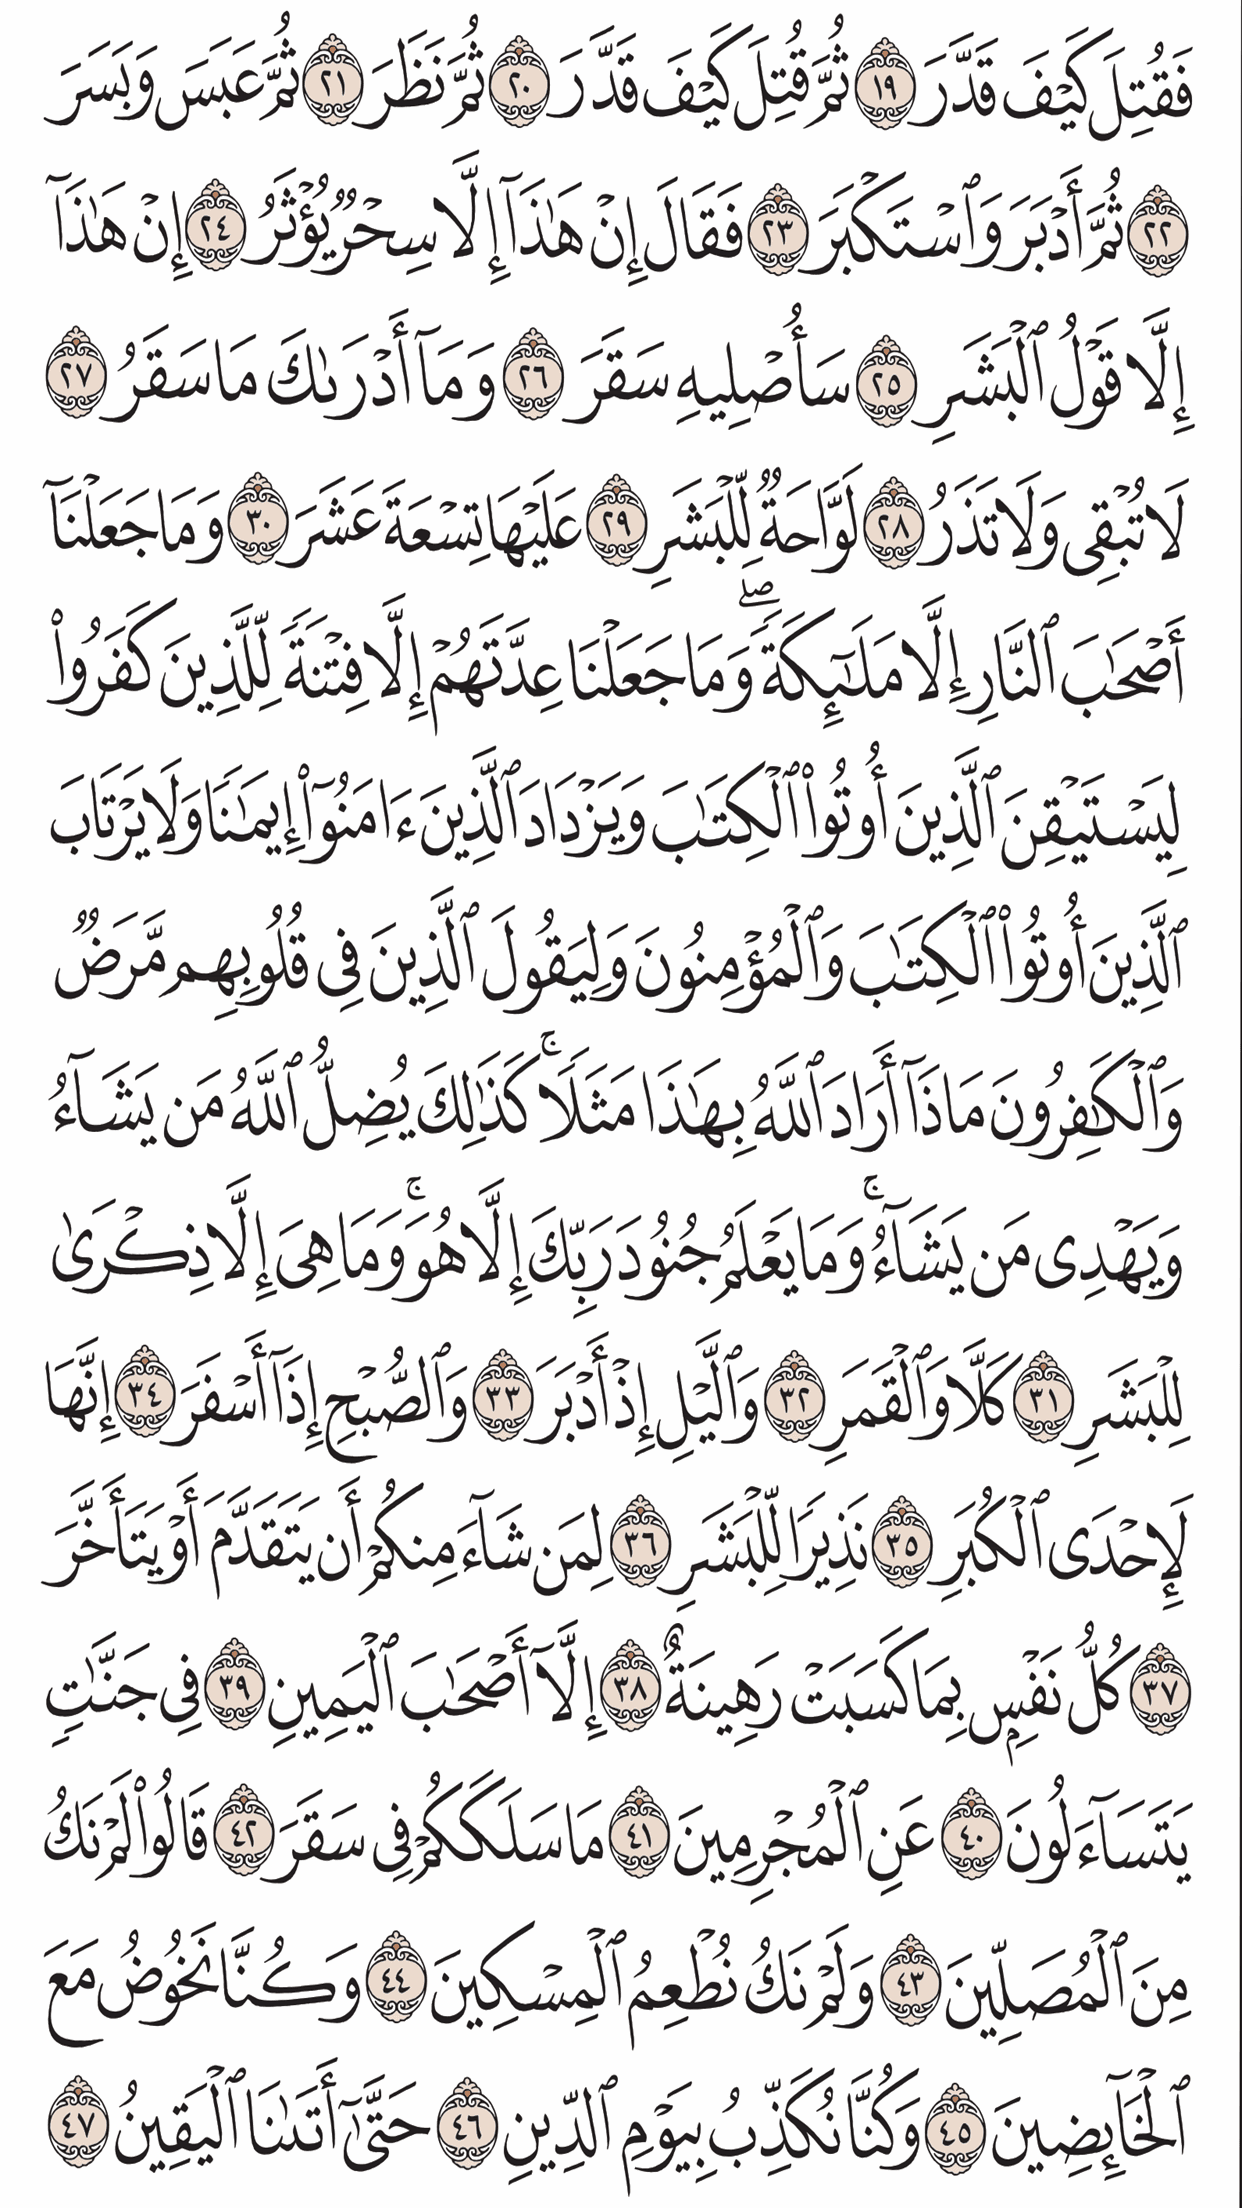 فَقُتِلَ كَيْفَ قَدَّرَ ١٩ ثُمَّ قُتِلَ كَيْفَ قَدَّرَ ٢٠ ثُمَّ نَظَرَ ٢١ ثُمَّ عَبَسَ وَبَسَرَ
٢٢ ثُمَّ أَدْبَرَ وَٱسْتَكْبَرَ ٢٣ فَقَالَ إِنْ هَٰذَآ إِلَّا سِحْرٌ يُؤْثَرُ ٢٤ إِنْ هَٰذَآ
إِلَّا قَوْلُ ٱلْبَشَرِ ٢٥ سَأُصْلِيهِ سَقَرَ ٢٦ وَمَآ أَدْرَىٰكَ مَا سَقَرُ ٢٧
لَا تُبْقِى وَلَا تَذَرُ ٢٨ لَوَّاحَةٌ لِّلْبَشَرِ ٢٩ عَلَيْهَا تِسْعَةَ عَشَرَ ٣٠ وَمَا جَعَلْنَآ
أَصْحَٰبَ ٱلنَّارِ إِلَّا مَلَٰٓئِكَةً ۖ وَمَا جَعَلْنَا عِدَّتَهُمْ إِلَّا فِتْنَةً لِّلَّذِينَ كَفَرُوا۟
لِيَسْتَيْقِنَ ٱلَّذِينَ أُوتُوا۟ ٱلْكِتَٰبَ وَيَزْدَادَ ٱلَّذِينَ ءَامَنُوٓا۟ إِيمَٰنًا وَلَا يَرْتَابَ
ٱلَّذِينَ أُوتُوا۟ ٱلْكِتَٰبَ وَٱلْمُؤْمِنُونَ وَلِيَقُولَ ٱلَّذِينَ فِى قُلُوبِهِم مَّرَضٌ
وَٱلْكَٰفِرُونَ مَاذَآ أَرَادَ ٱللَّهُ بِهَٰذَا مَثَلًا ۚ كَذَٰلِكَ يُضِلُّ ٱللَّهُ مَن يَشَآءُ
وَيَهْدِى مَن يَشَآءُ ۚ وَمَا يَعْلَمُ جُنُودَ رَبِّكَ إِلَّا هُوَ ۚ وَمَا هِىَ إِلَّا ذِكْرَىٰ
لِلْبَشَرِ ٣١ كَلَّا وَٱلْقَمَرِ ٣٢ وَٱلَّيْلِ إِذْ أَدْبَرَ ٣٣ وَٱلصُّبْحِ إِذَآ أَسْفَرَ ٣٤ إِنَّهَا
لَإِحْدَى ٱلْكُبَرِ ٣٥ نَذِيرًا لِّلْبَشَرِ ٣٦ لِمَن شَآءَ مِنكُمْ أَن يَتَقَدَّمَ أَوْ يَتَأَخَّرَ
٣٧ كُلُّ نَفْسٍۭ بِمَا كَسَبَتْ رَهِينَةٌ ٣٨ إِلَّآ أَصْحَٰبَ ٱلْيَمِينِ ٣٩ فِى جَنَّٰتٍ
يَتَسَآءَلُونَ ٤٠ عَنِ ٱلْمُجْرِمِينَ ٤١ مَا سَلَكَكُمْ فِى سَقَرَ ٤٢ قَالُوا۟ لَمْ نَكُ
مِنَ ٱلْمُصَلِّينَ ٤٣ وَلَمْ نَكُ نُطْعِمُ ٱلْمِسْكِينَ ٤٤ وَكُنَّا نَخُوضُ مَعَ
ٱلْخَآئِضِينَ ٤٥ وَكُنَّا نُكَذِّبُ بِيَوْمِ ٱلدِّينِ ٤٦ حَتَّىٰٓ أَتَىٰنَا ٱلْيَقِينُ ٤٧